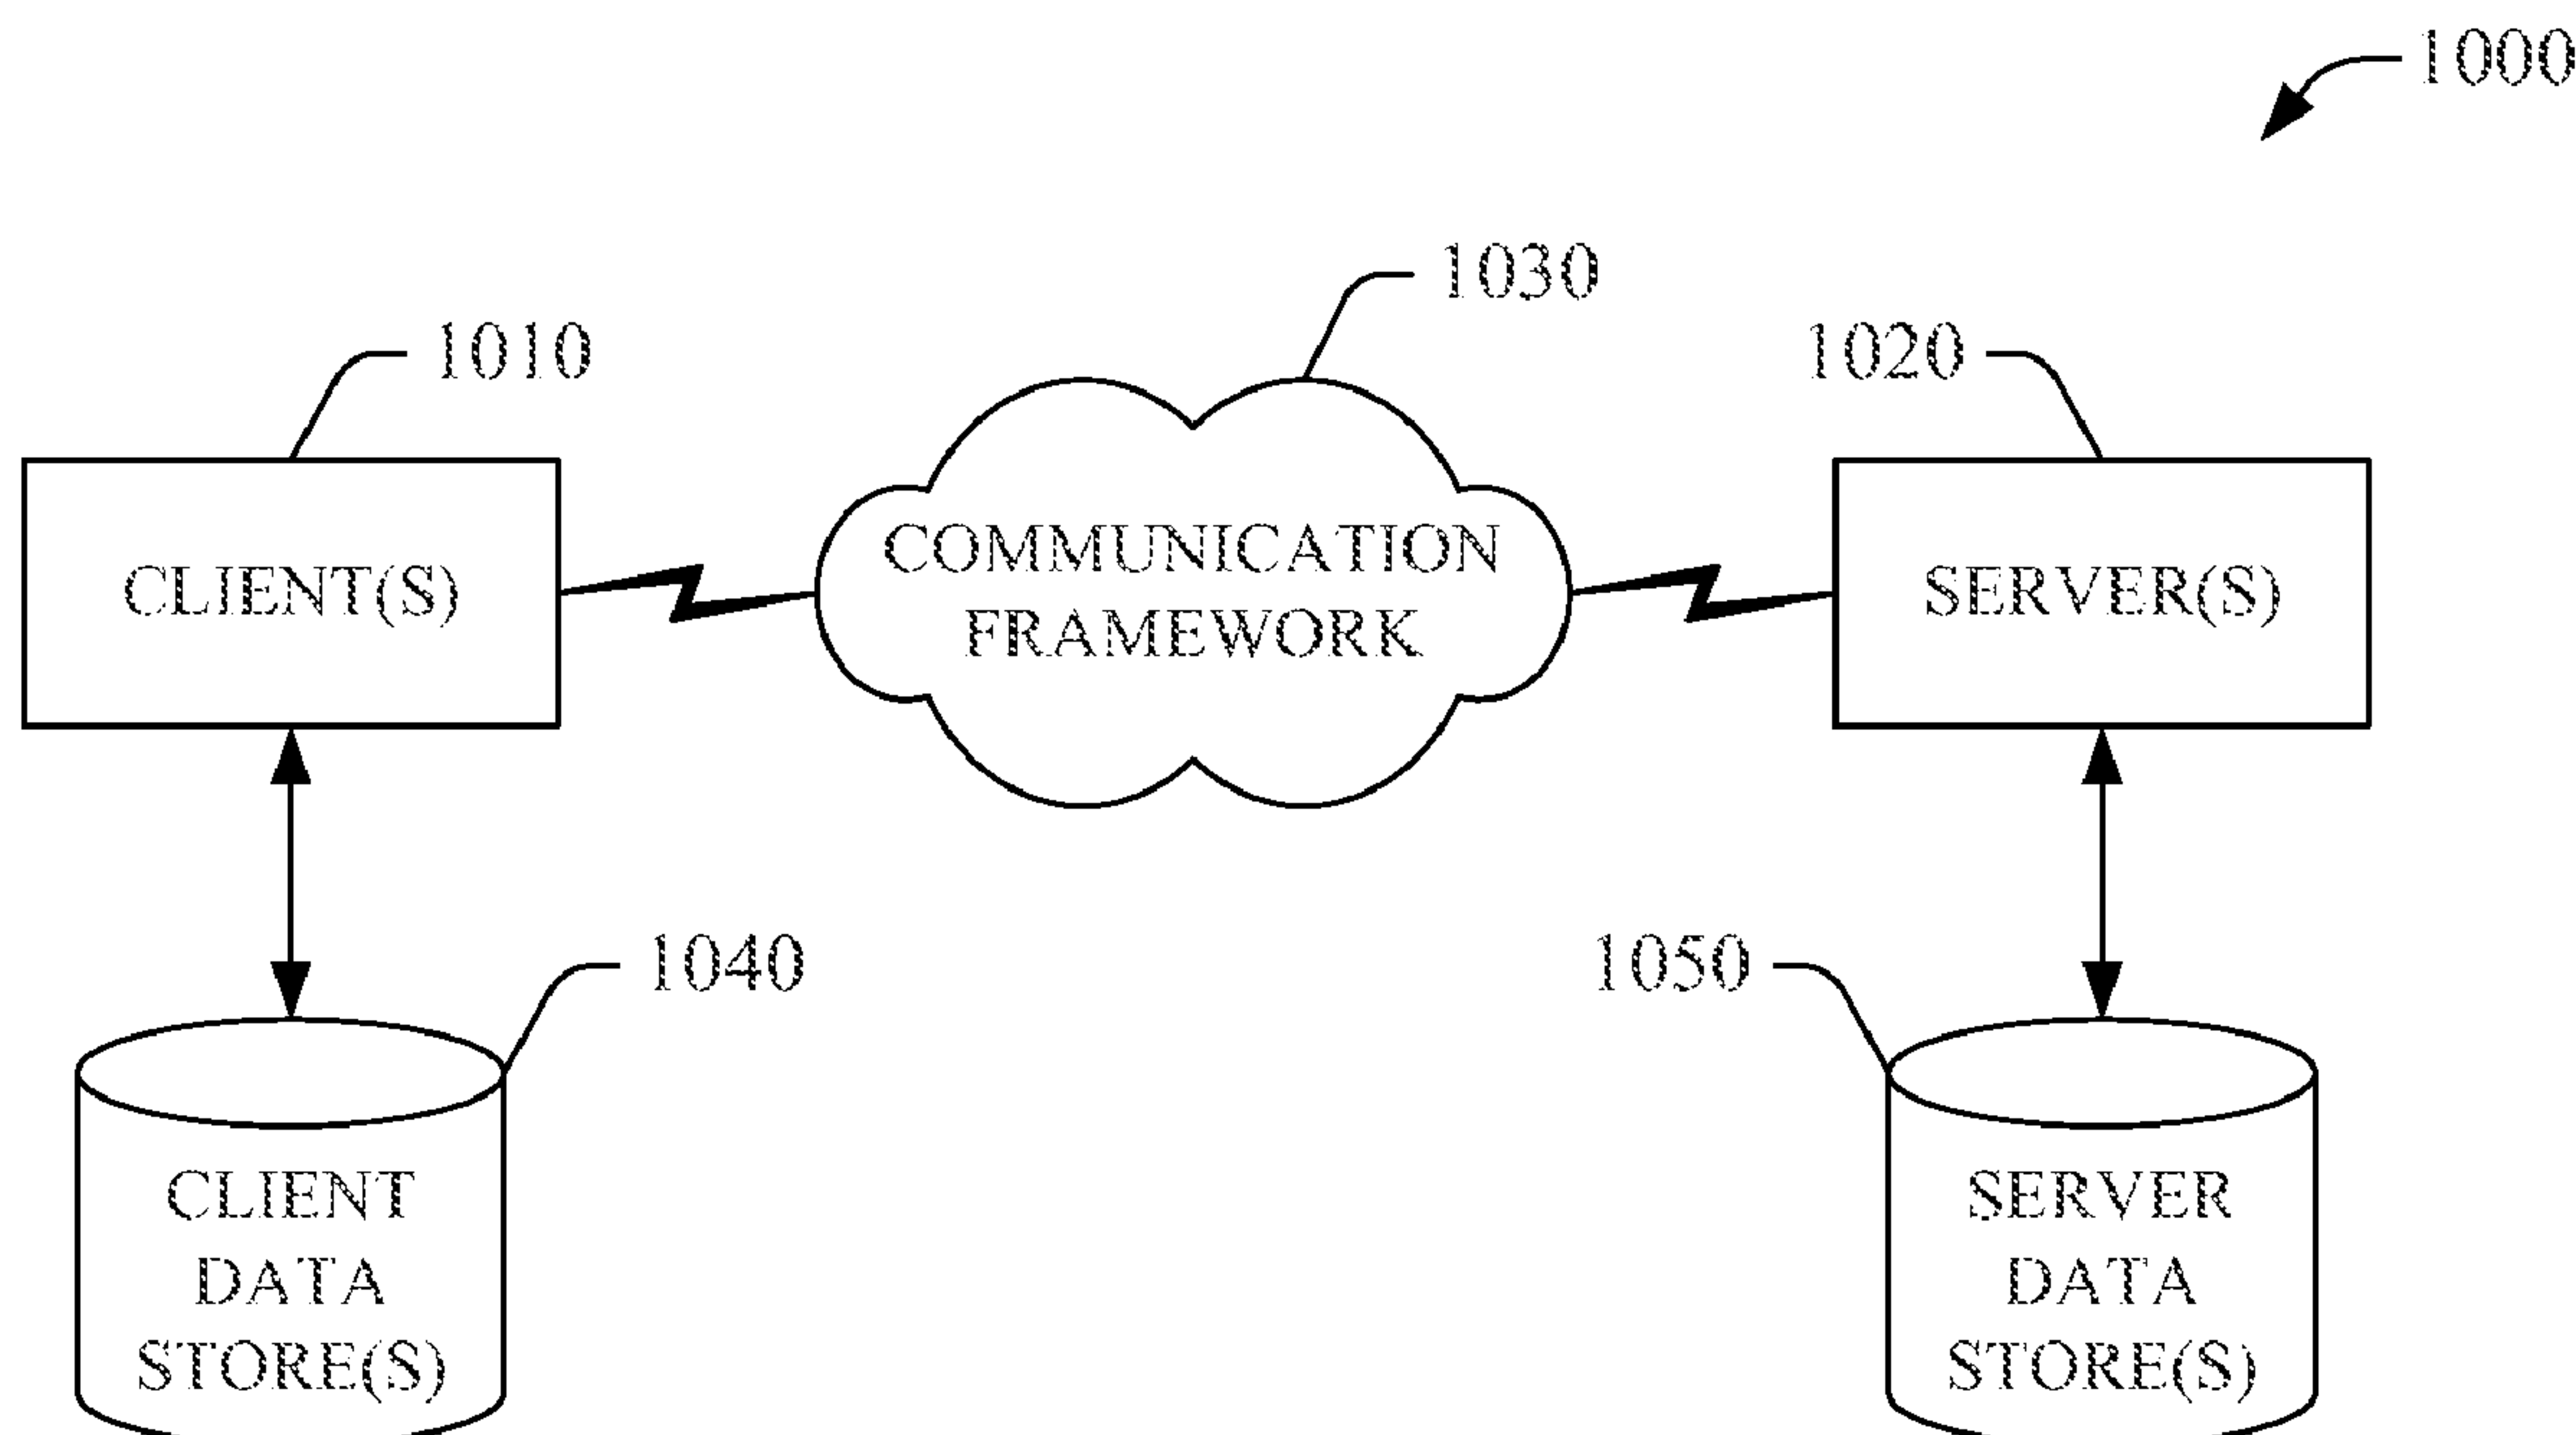 1000
1030
1010
1020
CLIENT(S)
COMMUNICATION
FRAMEWORK
SERVER(S)
1040
1050
CLIENT
DATA
STORE(S)
SERVER
DATA
STORE(S)